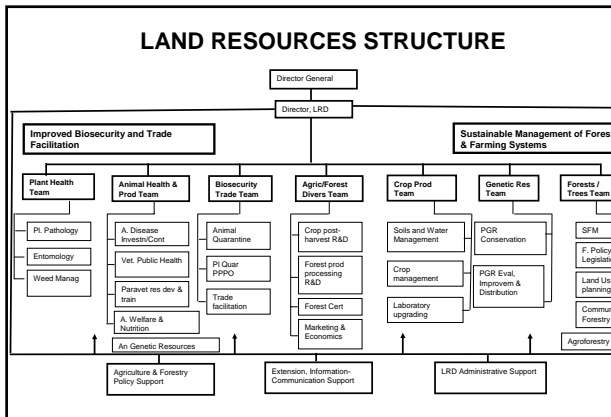 LAND RESOURCES STRUCTURE
Director General
Director, LRD
Improved Biosecurity and Trade
Facilitation
Sustainable Management of Forest
& Farming Systems
Plant Health
Team
Animal Health &
Prod Team
Biosecurity
Trade Team
Agric/Forest
Divers Team
Crop Prod
Team
Genetic Res
Team
Forests /
Trees Team
Pl. Pathology
Entomology
Weed Manag
A. Disease
Investn/Cont
Vet. Public Health
Paravet res dev &
train
A. Welfare &
Nutrition
An Genetic Resources
Animal
Quarantine
Pl Quar
PPPO
Trade
facilitation
Crop post-
harvest R&D
Forest prod
processing
R&D
Forest Cert
Marketing &
Economics
Soils and Water
Management
Crop
management
Laboratory
upgrading
PGR
Conservation
PGR Eval,
Improvem &
Distribution
SFM
F. Policy
Legislati
Land Us
planning
Commun
Forestry
Agroforestry
Agriculture & Forestry
Policy Support
Extension, Information-
Communication Support
LRD Administrative Support